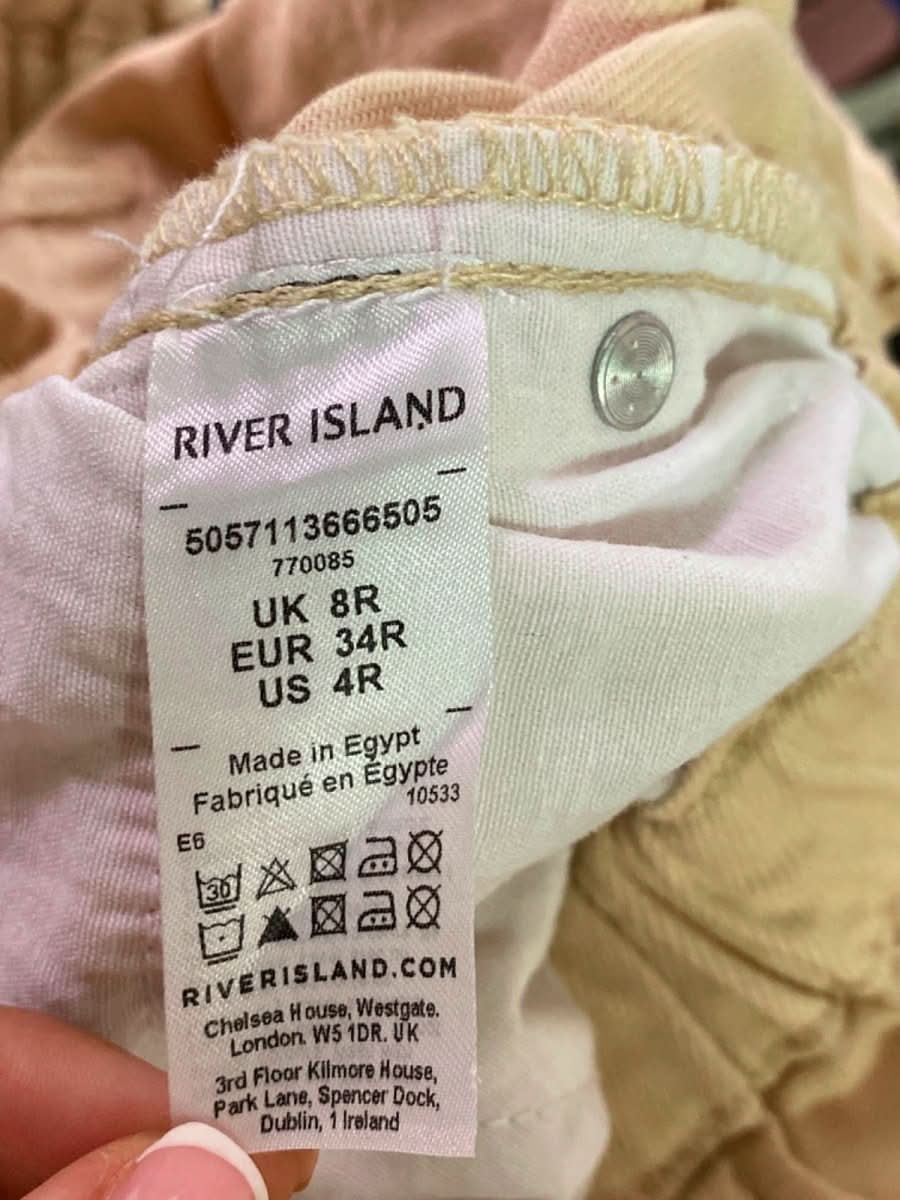 RIVER ISLAND
5057113666505
770085
UK 8R
EUR 34R
US 4R
Made in Egypt
Fabriqué en Égypte
10533
E6
30
RIVERISLAND.COM
Chelsea House, Westgate.
London. W5 1DR. UK
3rd Floor Kilmore House,
Park Lane, Spencer Dock,
Dublin, 1 Ireland